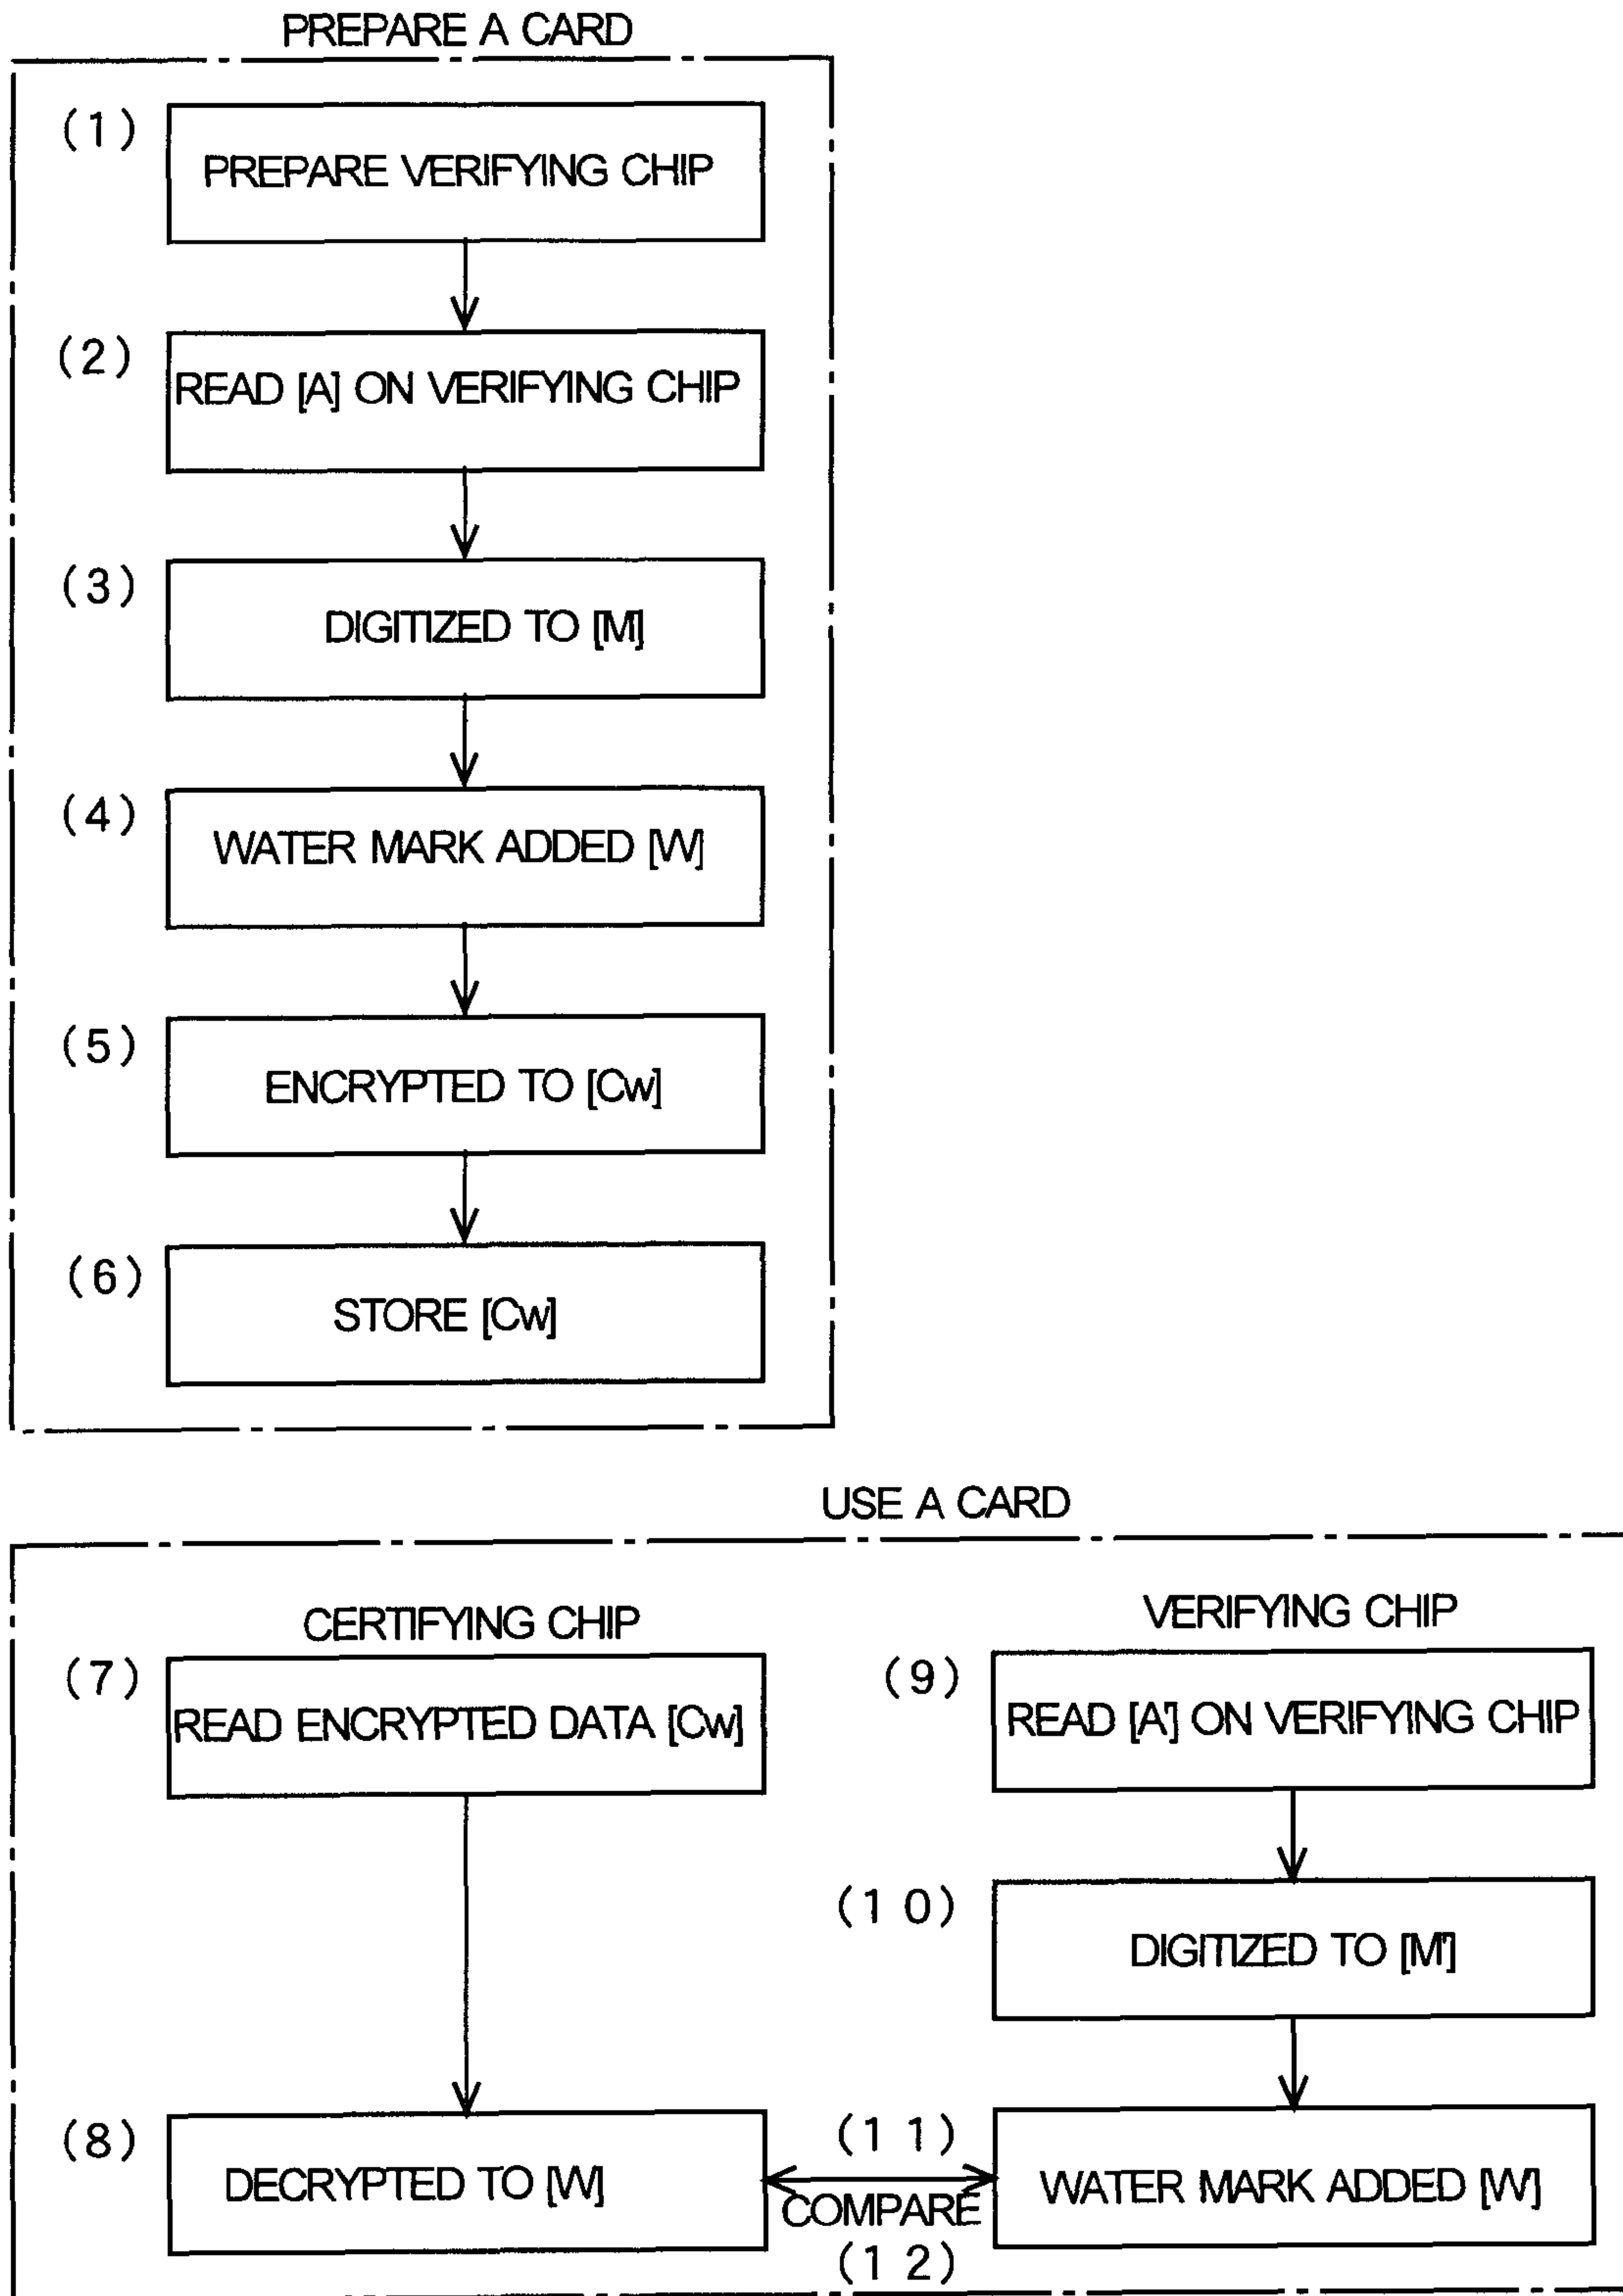 PREPARE A CARD
(1)
PREPARE VERIFYING CHIP
(2)
READ [A] ON VERIFYING CHIP
(3)
DIGITIZED TO [M]
(4)
WATER MARK ADDED [W]
(5)
ENCRYPTED TO [Cw]
(6)
STORE [Cw]
USE A CARD
CERTIFYING CHIP
(7)
READ ENCRYPTED DATA [Cw]
(8)
DECRYPTED TO [W]
VERIFYING CHIP
(9)
READ [A'] ON VERIFYING CHIP
(10)
DIGITIZED TO [M']
(11)
WATER MARK ADDED [W']
COMPARE
(12)